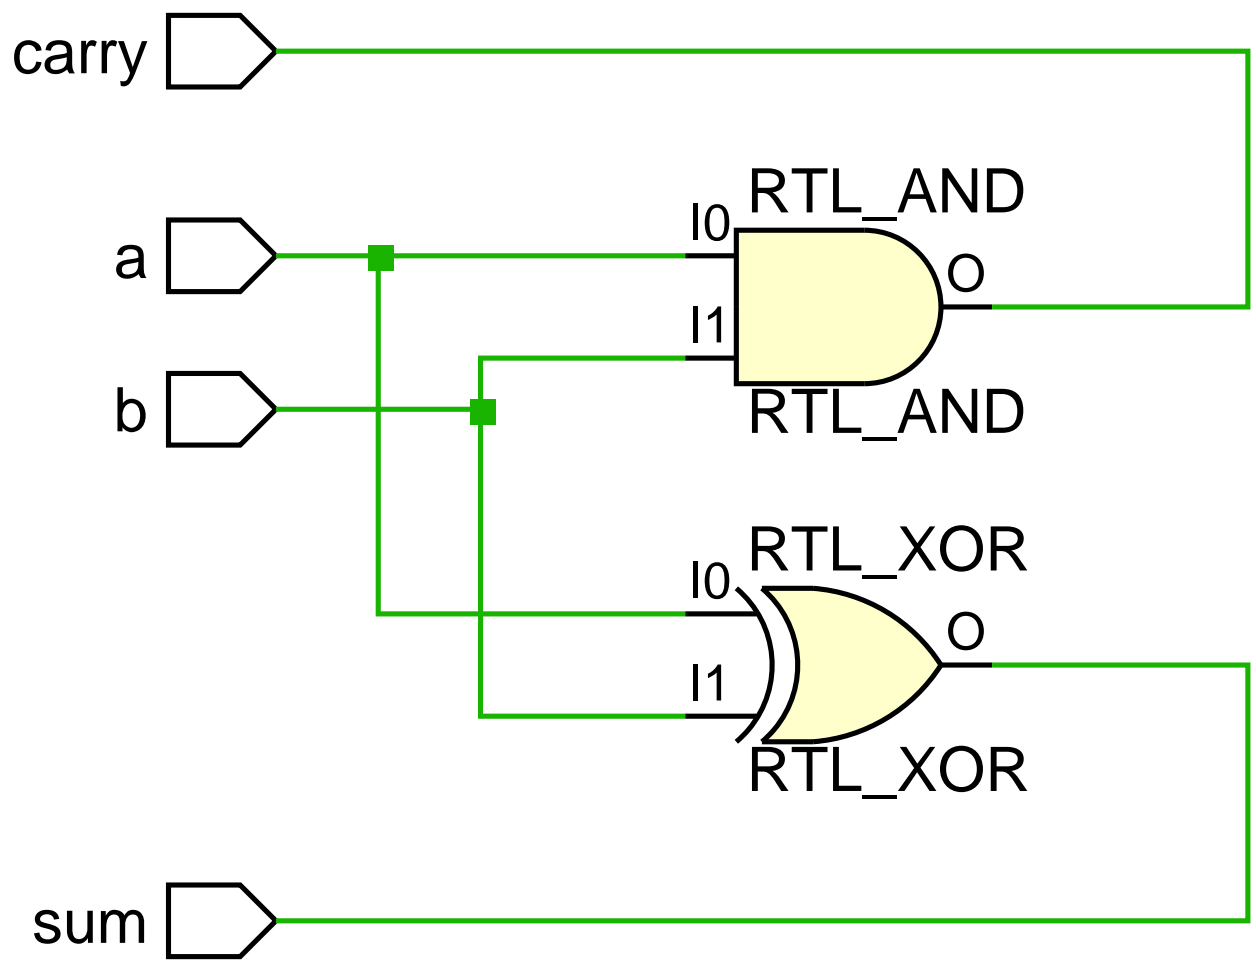 carry
RTL_AND
I0
a
O
I1
b
RTL_AND
RTL_XOR
I0
O
I1
RTL_XOR
sum